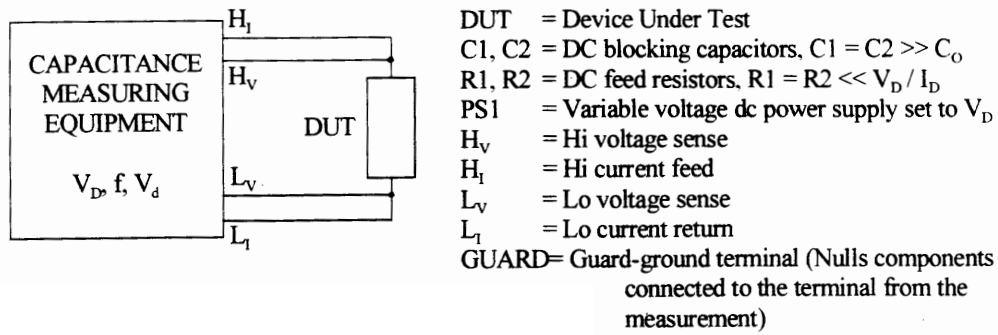 H_I
CAPACITANCE
MEASURING
EQUIPMENT
V_D, f, V_d
H_V
DUT
L_V
L_I
DUT = Device Under Test
C1, C2 = DC blocking capacitors, C1 = C2 >> C_O
R1, R2 = DC feed resistors, R1 = R2 << V_D / I_D
PS1 = Variable voltage dc power supply set to V_D
H_V = Hi voltage sense
H_I = Hi current feed
L_V = Lo voltage sense
L_I = Lo current return
GUARD= Guard-ground terminal (Nulls components
connected to the terminal from the
measurement)